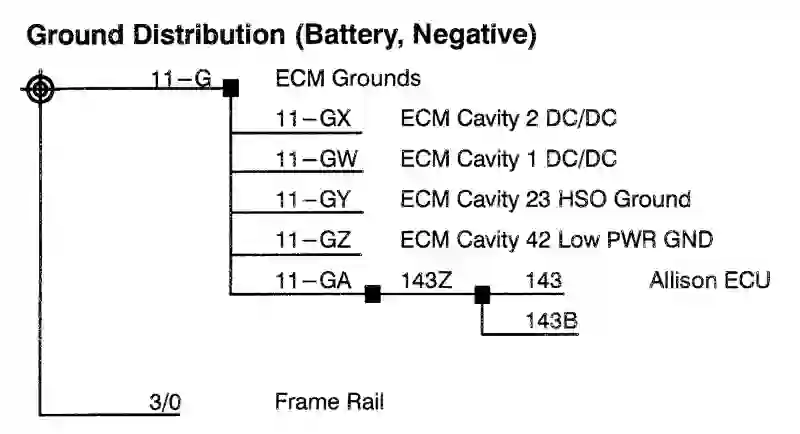 Ground Distribution (Battery, Negative)
11–G ECM Grounds
11–GX ECM Cavity 2 DC/DC
11–GW ECM Cavity 1 DC/DC
11–GY ECM Cavity 23 HSO Ground
11–GZ ECM Cavity 42 Low PWR GND
11–GA 143Z 143 Allison ECU
143B
3/0 Frame Rail